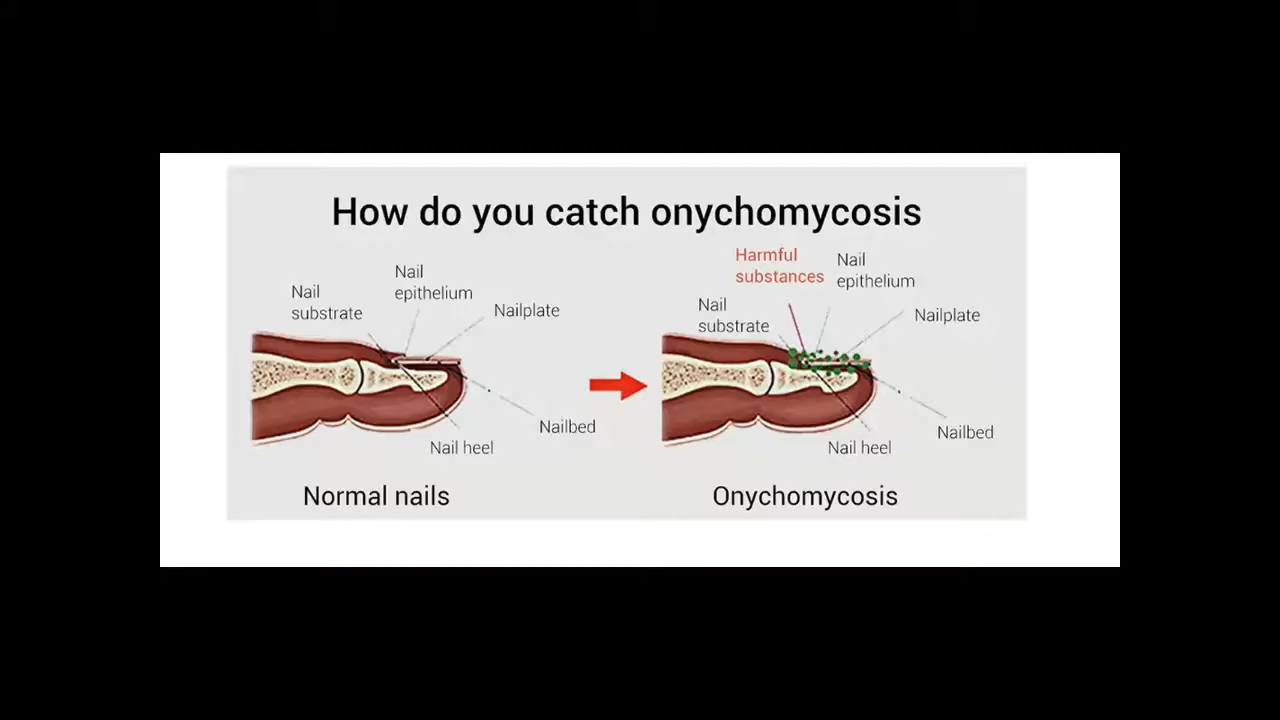 How do you catch onychomycosis
Nail
substrate
Nail
epithelium
Nailplate
Nailbed
Nail heel
Normal nails
Harmful
substances
Nail
epithelium
Nail
substrate
Nailplate
Nailbed
Nail heel
Onychomycosis